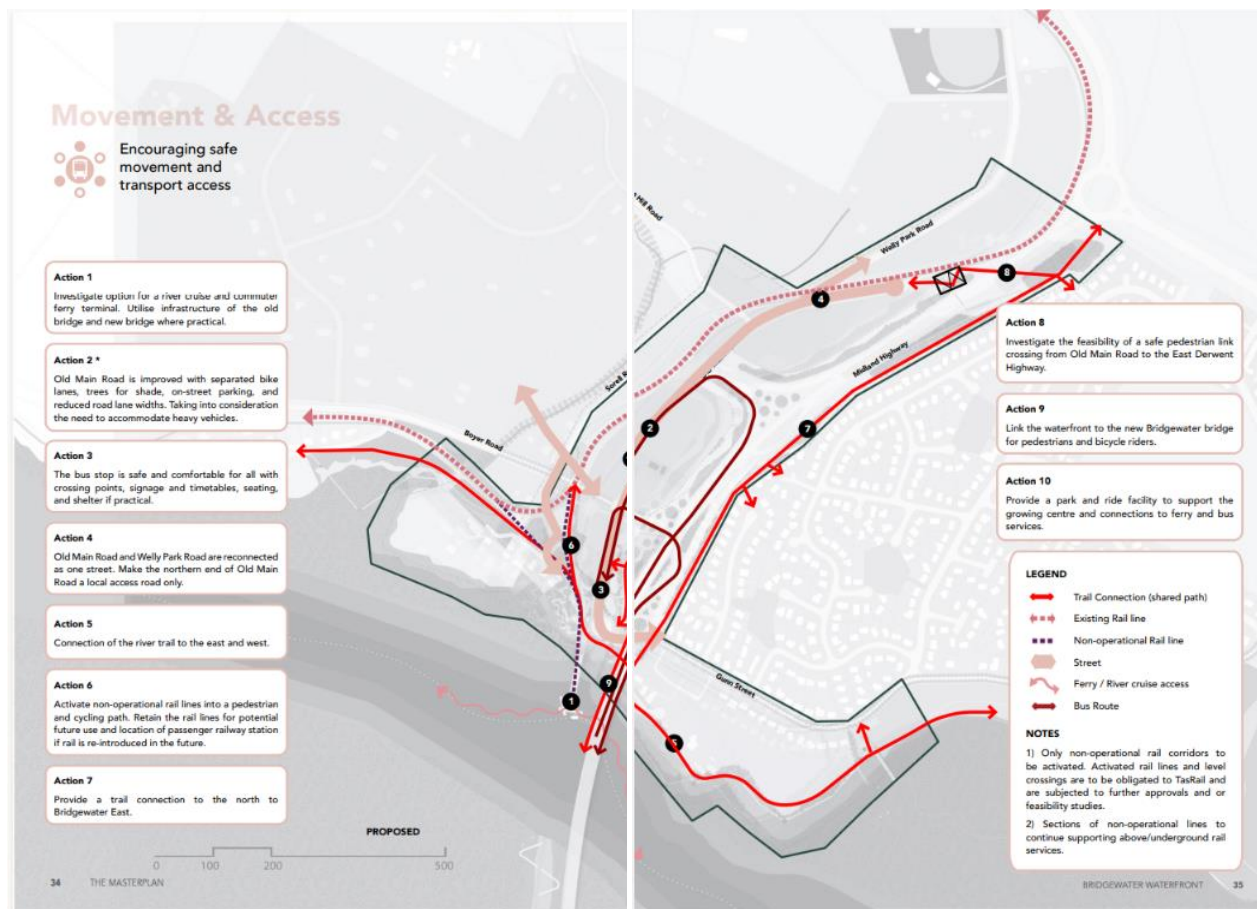 Movement & Access
Encouraging safe
movement and
transport access
Action 1
Investigate option for a river cruise and commuter
ferry terminal. Utilise infrastructure of the old
bridge and new bridge where practical.
Action 2 *
Old Main Road is improved with separated bike
lanes, trees for shade, on-street parking, and
reduced road lane widths. Taking into consideration
the need to accommodate heavy vehicles.
Action 3
The bus stop is safe and comfortable for all with
crossing points, signage and timetables, seating,
and shelter if practical.
Action 4
Old Main Road and Welly Park Road are reconnected
as one street. Make the northern end of Old Main
Road a local access road only.
Action 5
Connection of the river trail to the east and west.
Action 6
Activate non-operational rail lines into a pedestrian
and cycling path. Retain the rail lines for potential
future use and location of passenger railway station
if rail is re-introduced in the future.
Action 7
Provide a trail connection to the north to
Bridgewater East.
PROPOSED
0 100 200 500
34 THE MASTERPLAN
Boyer Road
Sorell R
Hill Road
Welly Park Road
Midland Highway
Gunn Street
4
8
2
7
6
3
9
1
5
Action 8
Investigate the feasibility of a safe pedestrian link
crossing from Old Main Road to the East Derwent
Highway.
Action 9
Link the waterfront to the new Bridgewater bridge
for pedestrians and bicycle riders.
Action 10
Provide a park and ride facility to support the
growing centre and connections to ferry and bus
services.
LEGEND
Trail Connection (shared path)
Existing Rail line
Non-operational Rail line
Street
Ferry / River cruise access
Bus Route
NOTES
1) Only non-operational rail corridors to
be activated. Activated rail lines and level
crossings are to be obligated to TasRail and
are subjected to further approvals and or
feasibility studies.
2) Sections of non-operational lines to
continue supporting above/underground rail
services.
BRIDGEWATER WATERFRONT 35